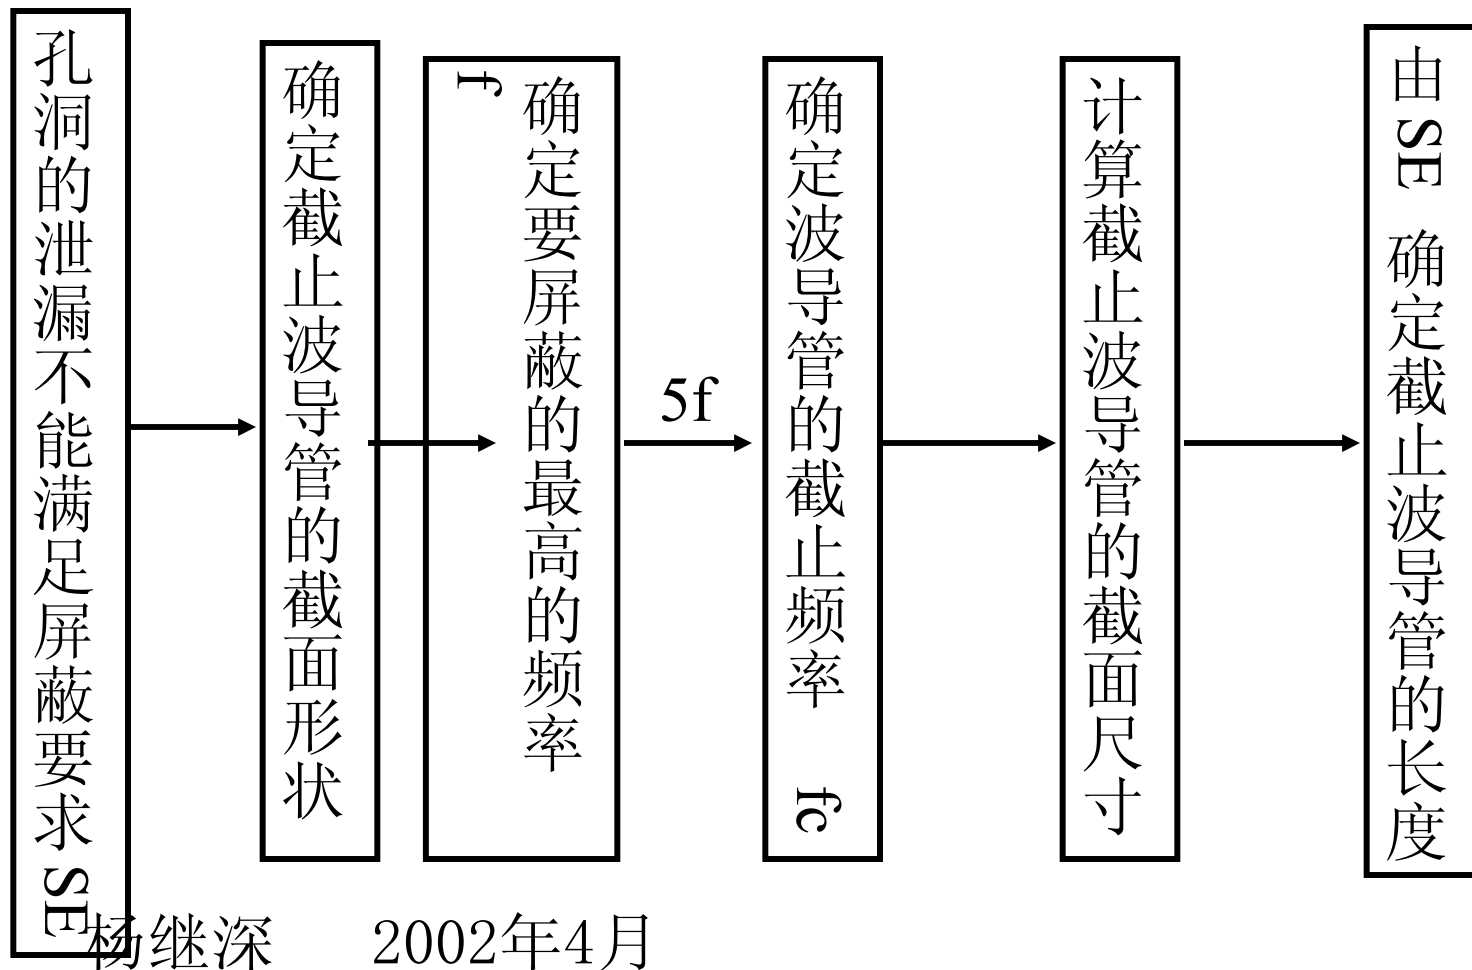 孔洞的泄漏不能满足屏蔽要求SE
确定截止波导管的截面形状
确定要屏蔽的最高的频率
f
5f
确定波导管的截止频率 fc
计算截止波导管的截面尺寸
由SE 确定截止波导管的长度
杨继深 2002年4月